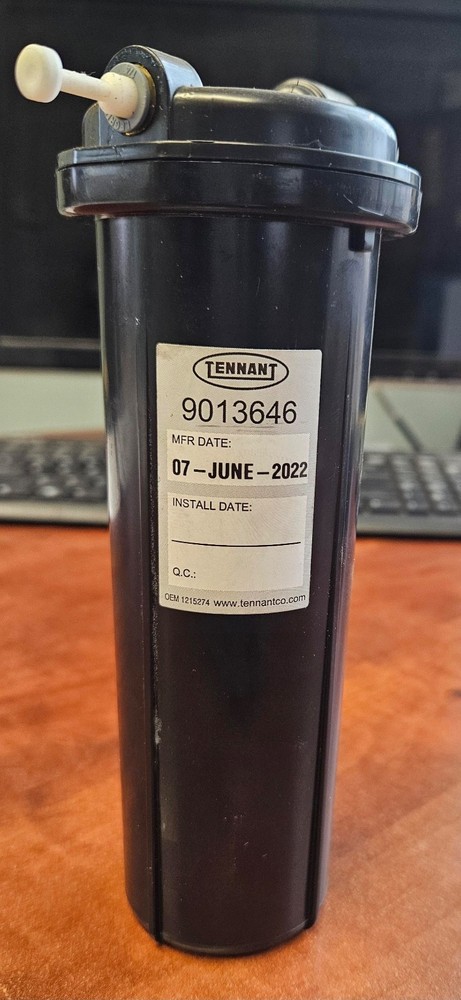 TENNANT
9013646
MFR DATE:
07-JUNE-2022
INSTALL DATE:
Q.C.:
OEM 1215274 www.tennantco.com